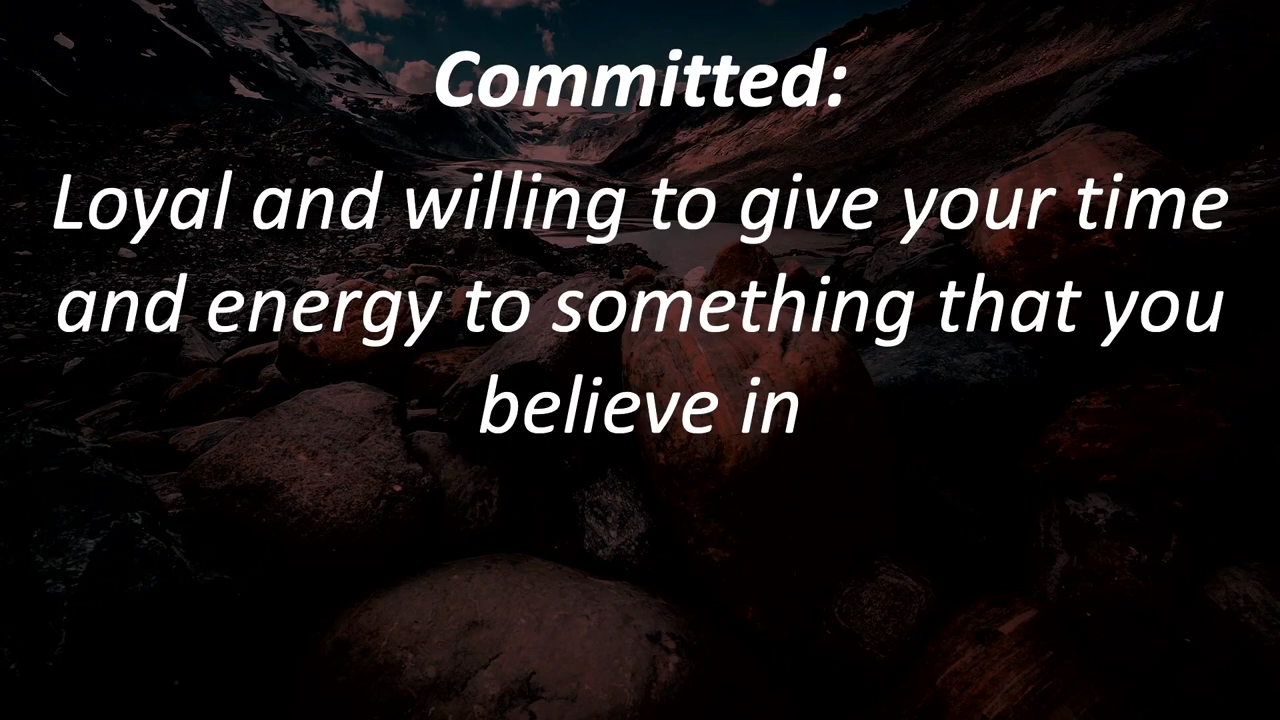 Committed:
Loyal and willing to give your time
and energy to something that you
believe in